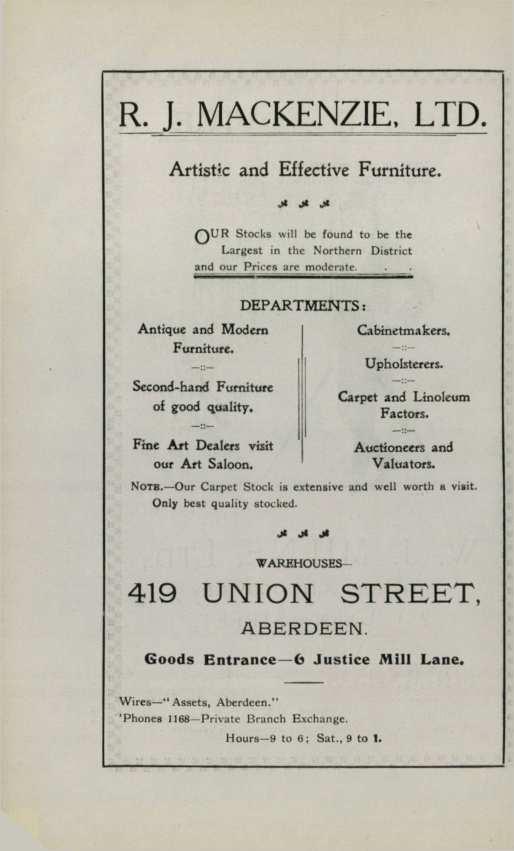 R. J. MACKENZIE, LTD.
Artistic and Effective Furniture.
OUR Stocks will be found to be the
Largest in the Northern District
and our Prices are moderate. . .
DEPARTMENTS:
Antique and Modern
Furniture.
—::—
Second-hand Furniture
of good quality.
—::—
Fine Art Dealers visit
our Art Saloon.
Cabinetmakers.
—::—
Upholsterers.
—::—
Carpet and Linoleum
Factors.
—::—
Auctioneers and
Valuators.
NOTE.—Our Carpet Stock is extensive and well worth a visit.
Only best quality stocked.
WAREHOUSES—
419 UNION STREET,
ABERDEEN.
Goods Entrance—6 Justice Mill Lane.
Wires—"Assets, Aberdeen."
'Phones 1168—Private Branch Exchange.
Hours—9 to 6; Sat., 9 to 1.